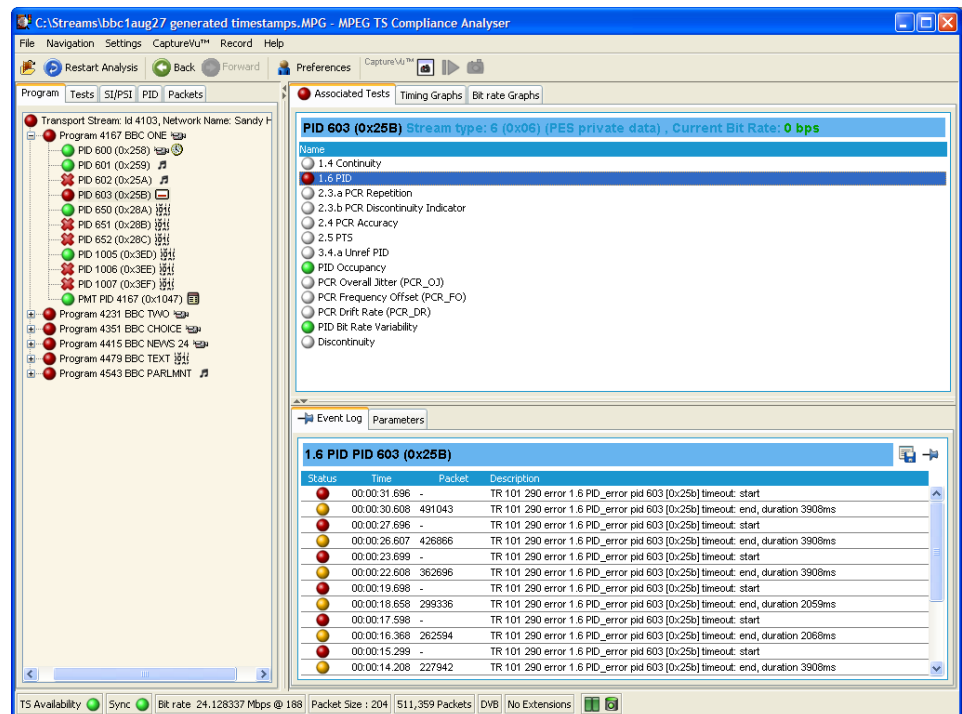 C:\Streams\bbc1aug27 generated timestamps.MPG - MPEG TS Compliance Analyser
File Navigation Settings CaptureVu™ Record Help
Restart Analysis Back Forward Preferences CaptureVu™
Program Tests SI/PSI PID Packets
Transport Stream: Id 4103, Network Name: Sandy H
Program 4167 BBC ONE
PID 600 (0x258)
PID 601 (0x259)
PID 602 (0x25A)
PID 603 (0x25B)
PID 650 (0x28A)
PID 651 (0x28B)
PID 652 (0x28C)
PID 1005 (0x3ED)
PID 1006 (0x3EE)
PID 1007 (0x3EF)
PMT PID 4167 (0x1047)
Program 4231 BBC TWO
Program 4351 BBC CHOICE
Program 4415 BBC NEWS 24
Program 4479 BBC TEXT
Program 4543 BBC PARLMNT
Associated Tests Timing Graphs Bit rate Graphs
PID 603 (0x25B) Stream type: 6 (0x06) (PES private data) , Current Bit Rate: 0 bps
Name
1.4 Continuity
1.6 PID
2.3.a PCR Repetition
2.3.b PCR Discontinuity Indicator
2.4 PCR Accuracy
2.5 PTS
3.4.a Unref PID
PID Occupancy
PCR Overall Jitter (PCR_OJ)
PCR Frequency Offset (PCR_FO)
PCR Drift Rate (PCR_DR)
PID Bit Rate Variability
Discontinuity
Event Log Parameters
1.6 PID PID 603 (0x25B)
Status Time Packet Description
00:00:31.696 - TR 101 290 error 1.6 PID_error pid 603 [0x25b] timeout: start
00:00:30.608 491043 TR 101 290 error 1.6 PID_error pid 603 [0x25b] timeout: end, duration 3908ms
00:00:27.696 - TR 101 290 error 1.6 PID_error pid 603 [0x25b] timeout: start
00:00:26.607 426866 TR 101 290 error 1.6 PID_error pid 603 [0x25b] timeout: end, duration 3908ms
00:00:23.699 - TR 101 290 error 1.6 PID_error pid 603 [0x25b] timeout: start
00:00:22.608 362696 TR 101 290 error 1.6 PID_error pid 603 [0x25b] timeout: end, duration 3908ms
00:00:19.698 - TR 101 290 error 1.6 PID_error pid 603 [0x25b] timeout: start
00:00:18.658 299336 TR 101 290 error 1.6 PID_error pid 603 [0x25b] timeout: end, duration 2059ms
00:00:17.598 - TR 101 290 error 1.6 PID_error pid 603 [0x25b] timeout: start
00:00:16.368 262594 TR 101 290 error 1.6 PID_error pid 603 [0x25b] timeout: end, duration 2068ms
00:00:15.299 - TR 101 290 error 1.6 PID_error pid 603 [0x25b] timeout: start
00:00:14.208 227942 TR 101 290 error 1.6 PID_error pid 603 [0x25b] timeout: end, duration 3908ms
TS Availability Sync Bit rate 24.128337 Mbps @ 188 Packet Size : 204 511,359 Packets DVB No Extensions